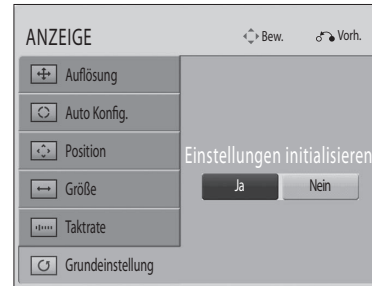 ANZEIGE
Bew. Vorh.
Auflösung
Auto Konfig.
Position
Größe
Taktrate
Grundeinstellung
Einstellungen initialisieren
Ja Nein